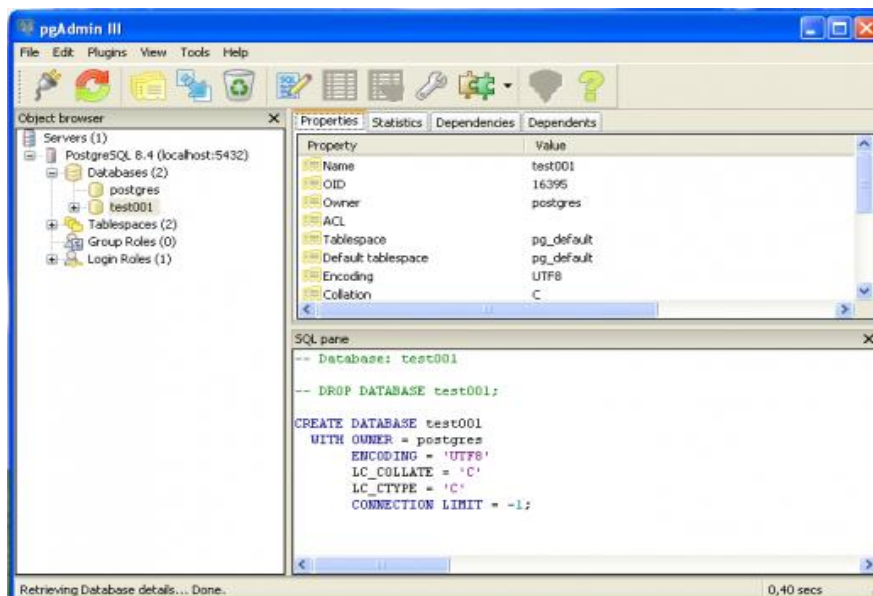 pgAdmin III
File Edit Plugins View Tools Help
Object browser
Servers (1)
PostgreSQL 8.4 (localhost:5432)
Databases (2)
postgres
test001
Tablespaces (2)
Group Roles (0)
Login Roles (1)
Properties Statistics Dependencies Dependents
Property Value
Name test001
OID 16395
Owner postgres
ACL
Tablespace pg_default
Default tablespace pg_default
Encoding UTF8
Collation C
SQL pane
-- Database: test001
-- DROP DATABASE test001;
CREATE DATABASE test001
WITH OWNER = postgres
ENCODING = 'UTF8'
LC_COLLATE = 'C'
LC_CTYPE = 'C'
CONNECTION LIMIT = -1;
Retrieving Database details... Done. 0,40 secs